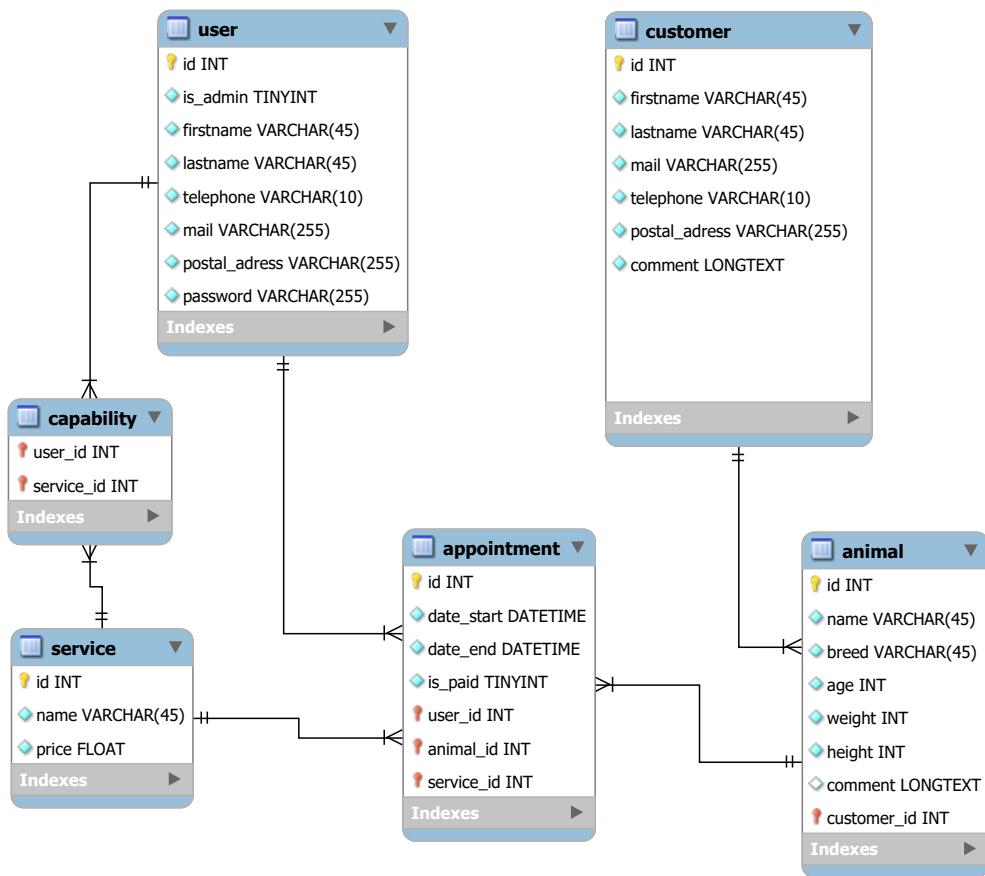 user
id INT
is_admin TINYINT
firstname VARCHAR(45)
lastname VARCHAR(45)
telephone VARCHAR(10)
mail VARCHAR(255)
postal_adress VARCHAR(255)
password VARCHAR(255)
Indexes
customer
id INT
firstname VARCHAR(45)
lastname VARCHAR(45)
mail VARCHAR(255)
telephone VARCHAR(10)
postal_adress VARCHAR(255)
comment LONGTEXT
Indexes
capability
user_id INT
service_id INT
Indexes
service
id INT
name VARCHAR(45)
price FLOAT
Indexes
appointment
id INT
date_start DATETIME
date_end DATETIME
is_paid TINYINT
user_id INT
animal_id INT
service_id INT
Indexes
animal
id INT
name VARCHAR(45)
breed VARCHAR(45)
age INT
weight INT
height INT
comment LONGTEXT
customer_id INT
Indexes